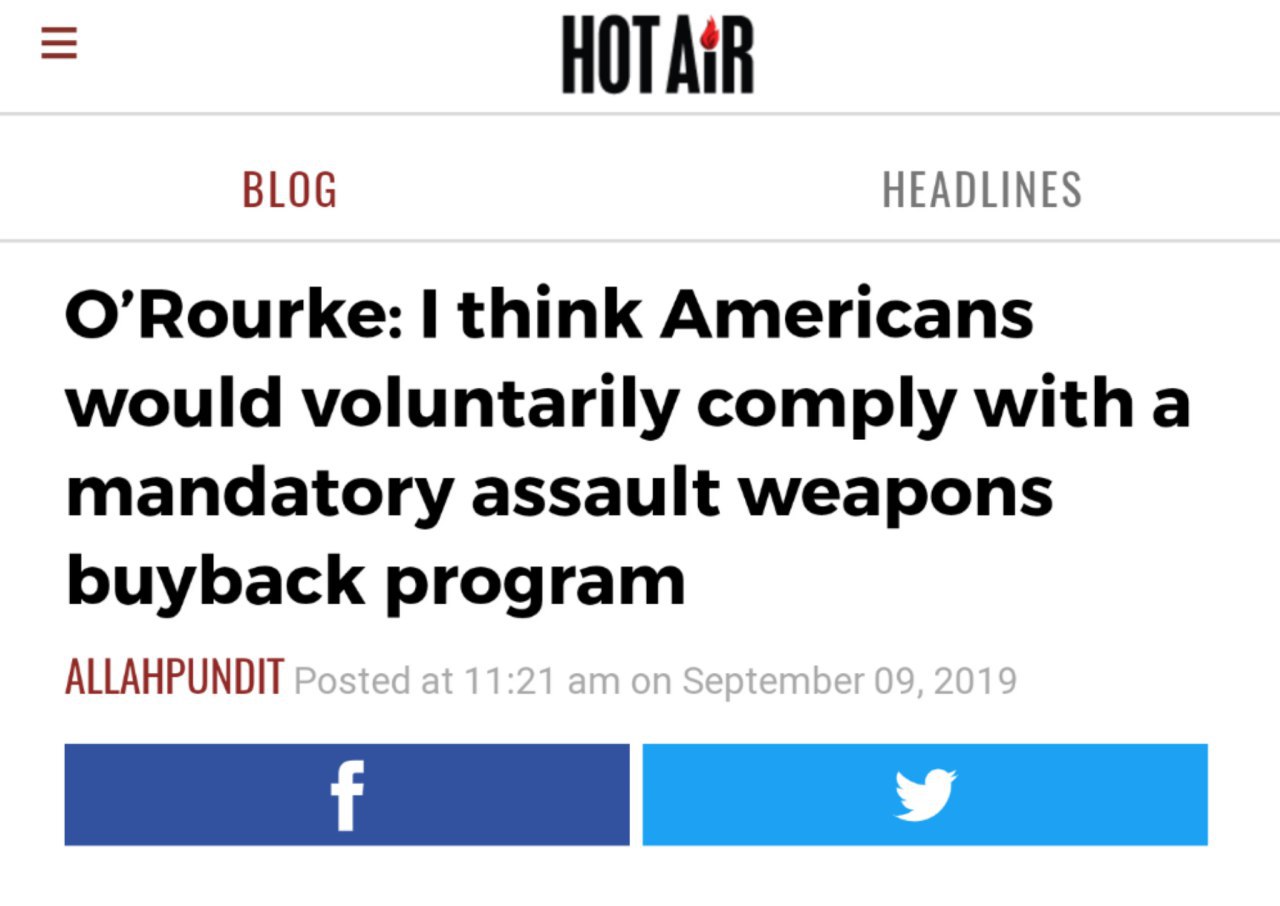 HOT AiR
BLOG
HEADLINES
O’Rourke: I think Americans
would voluntarily comply with a
mandatory assault weapons
buyback program
ALLAHPUNDIT Posted at 11:21 am on September 09, 2019